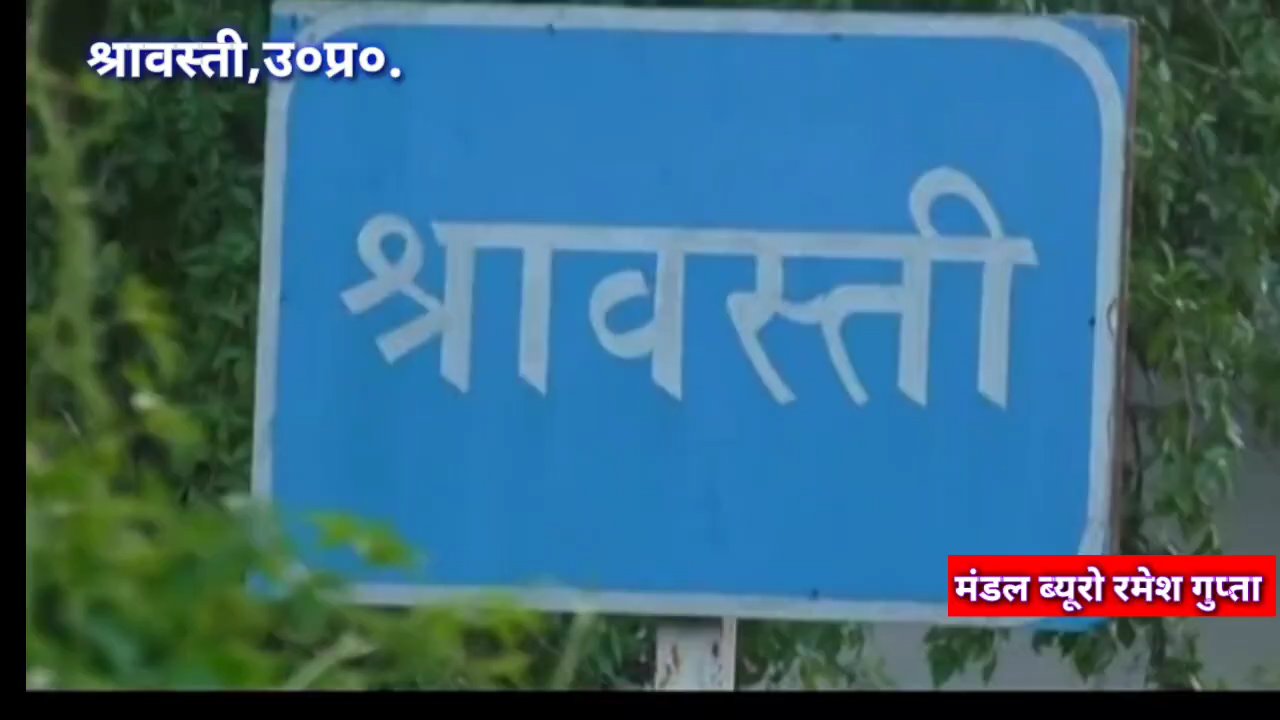 श्रावस्ती,उ०प्र०.
श्रावस्ती
मंडल ब्यूरो रमेश गुप्ता